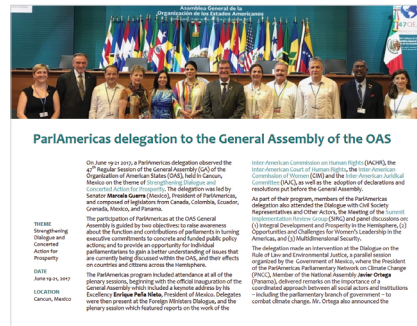 Asamblea General de la
Organización de los Estados Americanos
47
ParlAmericas delegation to the General Assembly of the OAS
THEME
Strengthening
Dialogue and
Concerted
Action for
Prosperity
DATE
June 19-21, 2017
LOCATION
Cancun, Mexico
On June 19-21 2017, a ParlAmericas delegation observed the
47th Regular Session of the General Assembly (GA) of the
Organization of American States (OAS), held in Cancun,
Mexico on the theme of Strengthening Dialogue and
Concerted Action for Prosperity. The delegation was led by
Senator Marcela Guerra (Mexico), President of ParlAmericas,
and composed of legislators from Canada, Colombia, Ecuador,
Grenada, Mexico, and Panama.
The participation of ParlAmericas at the OAS General
Assembly is guided by two objectives: to raise awareness
about the function and contributions of parliaments in turning
executive commitments to concrete and funded public policy
actions; and to provide an opportunity for individual
parliamentarians to gain a better understanding of issues that
are currently being discussed within the OAS, and their effects
on countries and citizens across the hemisphere.
The ParlAmericas program included attendance at all of the
plenary sessions, beginning with the official inauguration of the
General Assembly which included a keynote address by His
Excellency Enrique Peña Nieto, President of Mexico. Delegates
were then present at the Foreign Ministers Dialogue, and the
plenary session which featured reports on the work of the
Inter-American Commission on Human Rights (IACHR), the
Inter-American Court of Human Rights, the Inter-American
Commission of Women (CIM) and the Inter-American Juridical
Committee (IAJC), as well as the adoption of declarations and
resolutions put before the General Assembly.
As part of their program, members of the ParlAmericas
delegation also attended the Dialogue with Civil Society
Representatives and Other Actors, the Meeting of the Summit
Implementation Review Group (SIRG) and panel discussions on:
(1) Integral Development and Prosperity in the Hemisphere, (2)
Opportunities and Challenges for Women's Leadership in the
Americas, and (3) Multidimensional Security.
The delegation made an intervention at the Dialogue on the
Rule of Law and Environmental Justice, a parallel session
organized by the Government of Mexico, where the President
of the ParlAmericas Parliamentary Network on Climate Change
(PNCC), Member of the National Assembly Javier Ortega
(Panama), delivered remarks on the importance of a
coordinated approach between all social actors and institutions
– including the parliamentary branch of government – to
combat climate change. Mr. Ortega also announced the